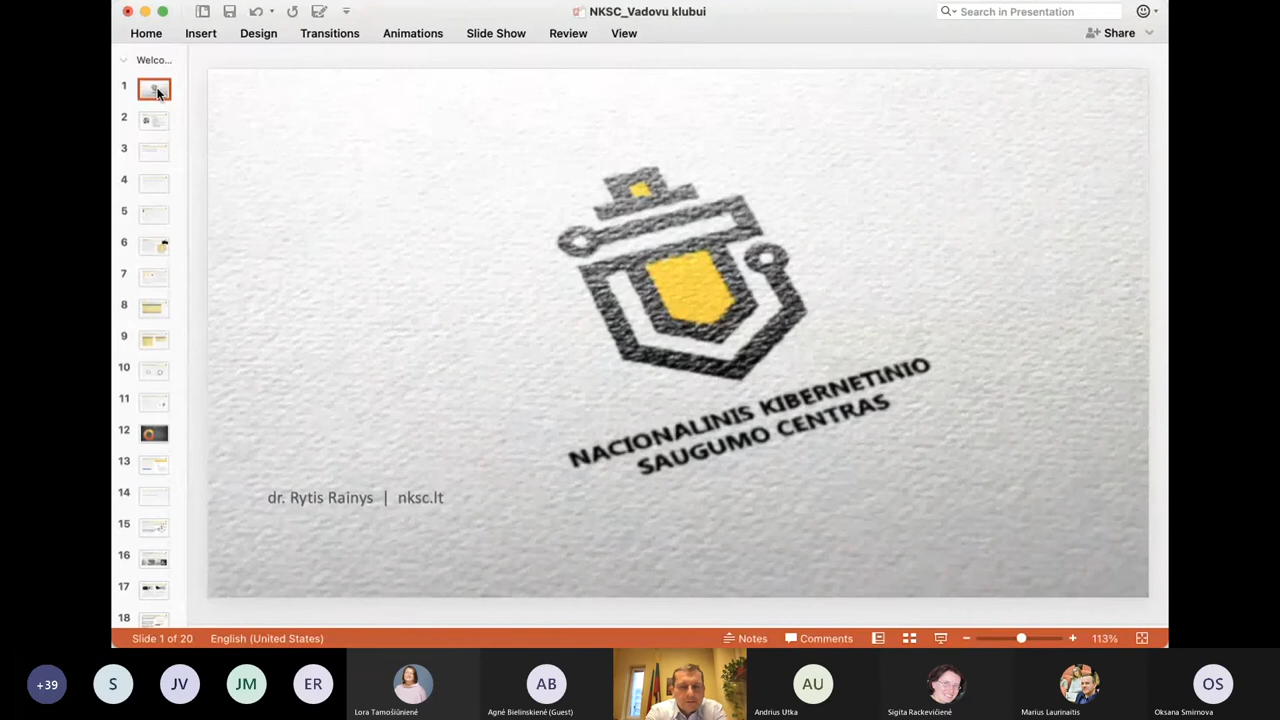 NKSC_Vadovu klubui
Search in Presentation
Home Insert Design Transitions Animations Slide Show Review View Share
Welco...
1
2
3
4
5
6
7
8
9
10
11
12
13
14
15
16
17
18
NACIONALINIS KIBERNETINIO
SAUGUMO CENTRAS
dr. Rytis Rainys | nksc.lt
Slide 1 of 20 English (United States) Notes Comments 113%
+39 S JV JM ER AB AU OS
Lora Tamošiūnienė Agnė Bielinskienė (Guest) Andrius Utka Sigita Rackevičienė Marius Laurinaitis Oksana Smirnova